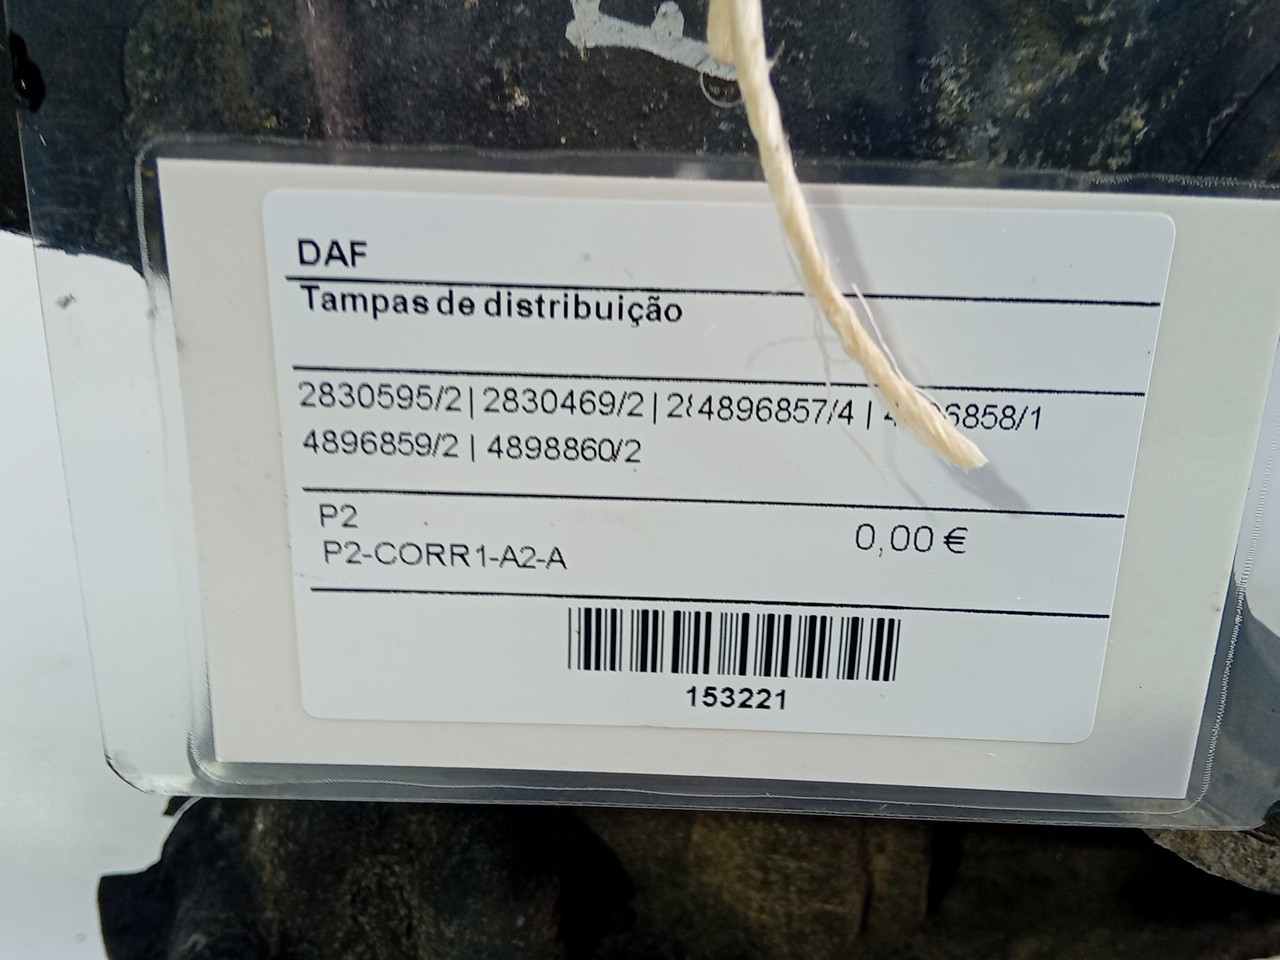 DAF
Tampas de distribuição
2830595/2 | 2830469/2 | 4896857/4 |
4896859/2 | 4898860/2
P2
0,00 €
P2-CORR1-A2-A
153221